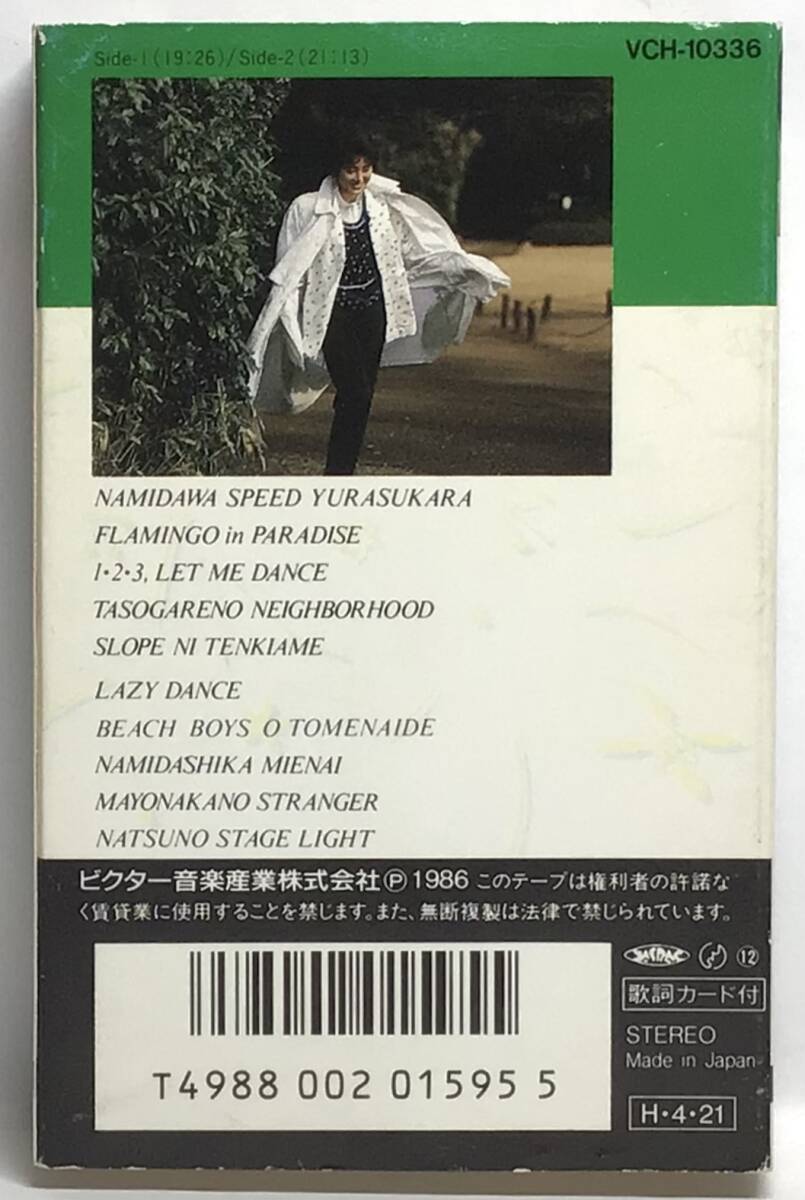 Side-1(19:26)/Side-2(21:13)
VCH-10336
NAMIDAWA SPEED YURASUKARA
FLAMINGO in PARADISE
1•2•3, LET ME DANCE
TASOGARENO NEIGHBORHOOD
SLOPE NI TENKIAME
LAZY DANCE
BEACH BOYS O TOMENAIDE
NAMIDASHIKA MIENAI
MAYONAKANO STRANGER
NATSUNO STAGE LIGHT
ビクター音楽産業株式会社Ⓟ1986 このテープは権利者の許諾な
く賃貸業に使用することを禁じます。また、無断複製は法律で禁じられています。
JASRAC ⑫
歌詞カード付
STEREO
Made in Japan
T4988 002 01595 5
H•4•21